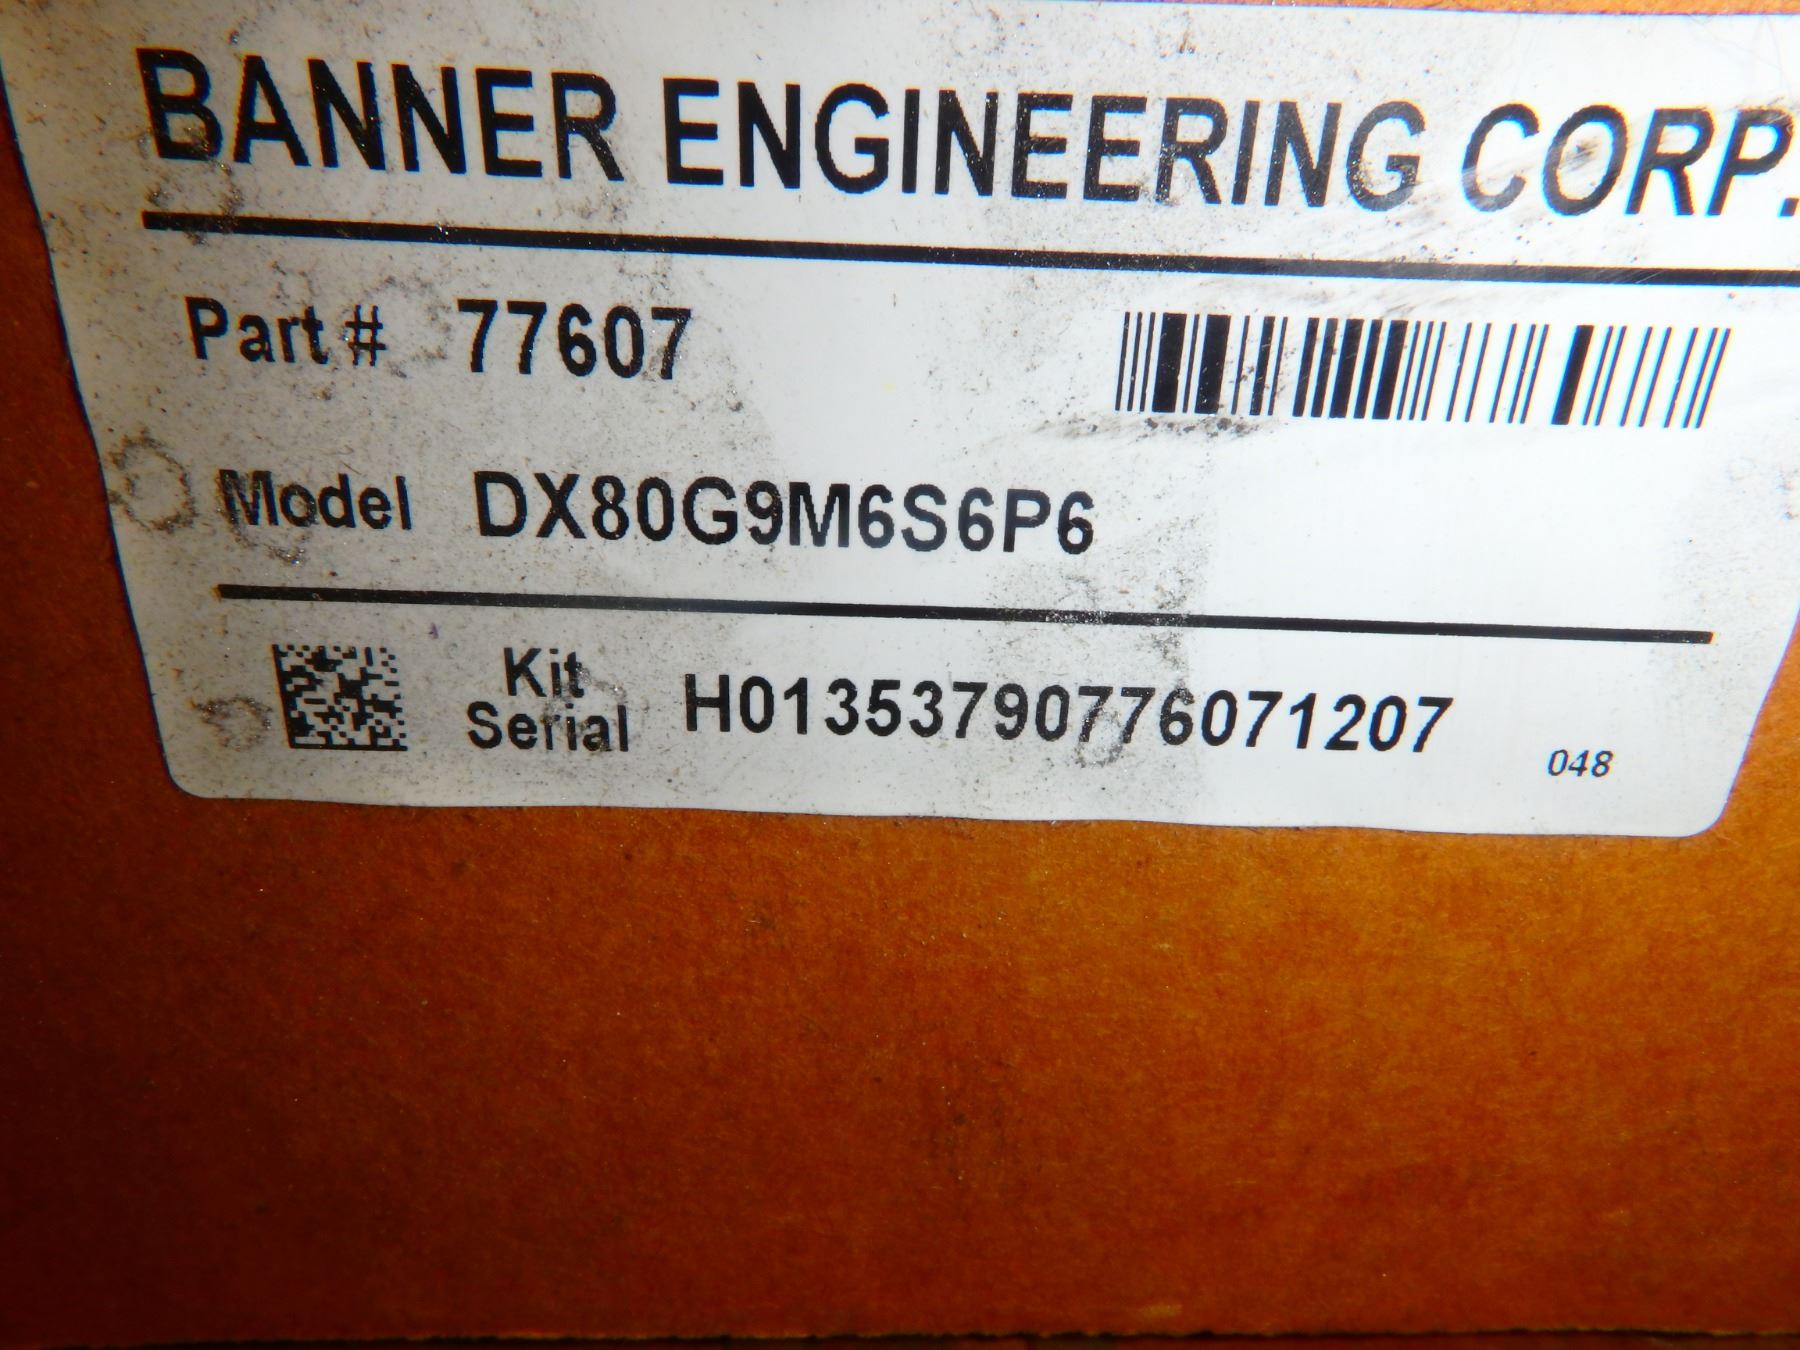 BANNER ENGINEERING CORP.
Part # 77607
Model DX80G9M6S6P6
Kit
Serial H01353790776071207
048